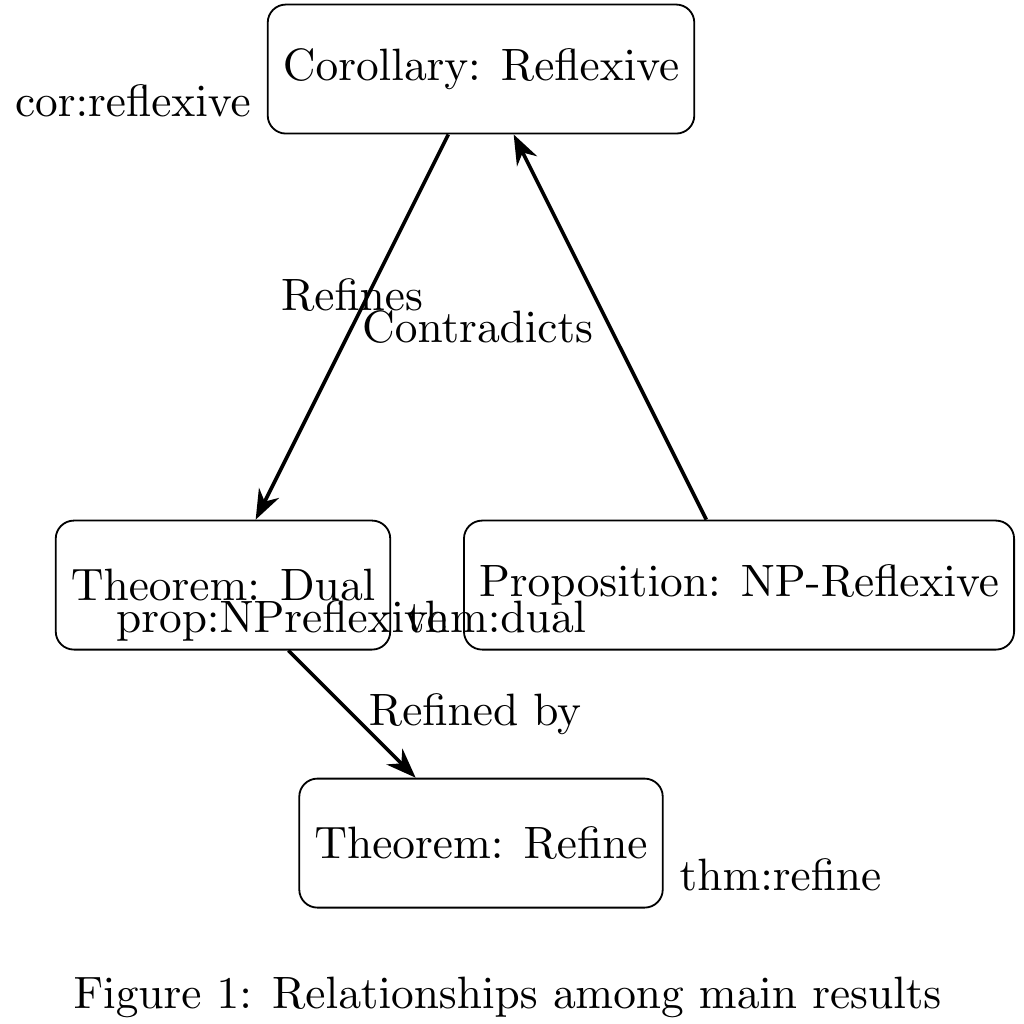 Corollary: Reflexive
cor:reflexive
Refines
Contradicts
Theorem: Dual
Proposition: NP-Reflexive
prop:NPreflexive
thm:dual
Refined by
Theorem: Refine
thm:refine
Figure 1: Relationships among main results